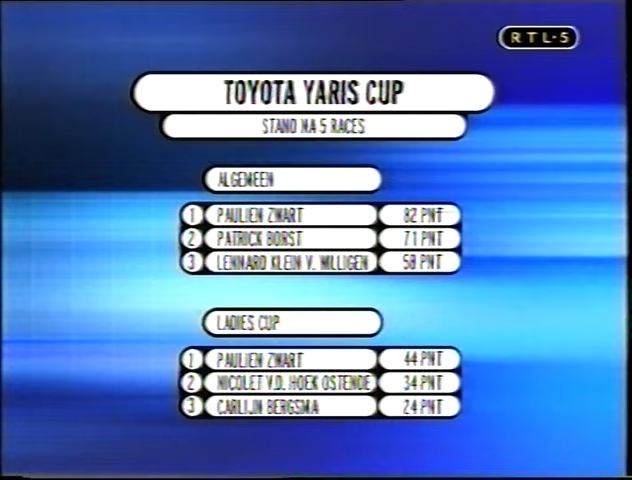 RTL·5
TOYOTA YARIS CUP
STAND NA 5 RACES
ALGEMEEN
1 PAULIEN ZWART 82 PNT
2 PATRICK BORST 71 PNT
3 LENNARD KLEIN V. WILLIGEN 58 PNT
LADIES CUP
1 PAULIEN ZWART 44 PNT
2 NICOLET V.D. HOEK OSTENDE 34 PNT
3 CARLIJN BERGSMA 24 PNT